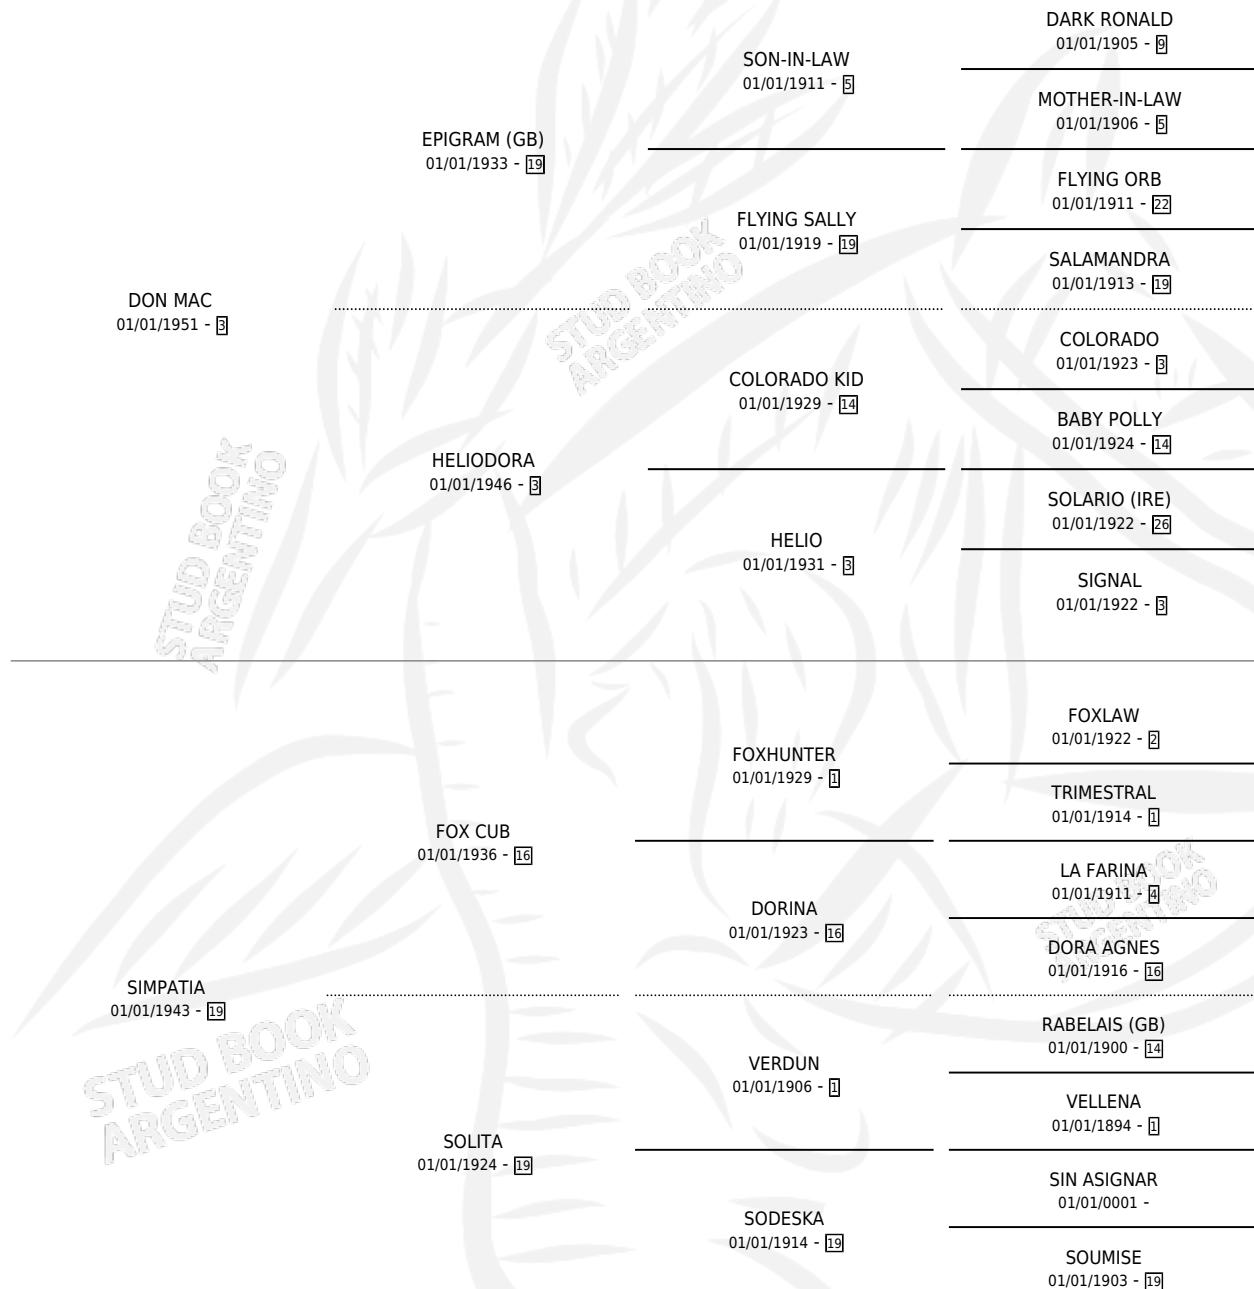 DARK RONALD
01/01/1905 - 9
SON-IN-LAW
01/01/1911 - 5
MOTHER-IN-LAW
01/01/1906 - 5
EPIGRAM (GB)
01/01/1933 - 19
FLYING ORB
01/01/1911 - 22
FLYING SALLY
01/01/1919 - 19
SALAMANDRA
01/01/1913 - 19
DON MAC
01/01/1951 - 3
STUD BOOK
ARGENTINO
COLORADO
01/01/1923 - 3
COLORADO KID
01/01/1929 - 14
BABY POLLY
01/01/1924 - 14
HELIODORA
01/01/1946 - 3
SOLARIO (IRE)
01/01/1922 - 26
HELIO
01/01/1931 - 3
SIGNAL
01/01/1922 - 3
STUD BOOK
ARGENTINO
FOXLAW
01/01/1922 - 2
FOXHUNTER
01/01/1929 - 1
TRIMESTRAL
01/01/1914 - 1
FOX CUB
01/01/1936 - 16
LA FARINA
01/01/1911 - 4
DORINA
01/01/1923 - 16
STUD BOOK
ARGENTINO
DORA AGNES
01/01/1916 - 16
SIMPATIA
01/01/1943 - 19
STUD BOOK
ARGENTINO
RABELAIS (GB)
01/01/1900 - 14
VERDUN
01/01/1906 - 1
VELLENA
01/01/1894 - 1
SOLITA
01/01/1924 - 19
SIN ASIGNAR
01/01/0001 -
SODESKA
01/01/1914 - 19
SOUMISE
01/01/1903 - 19